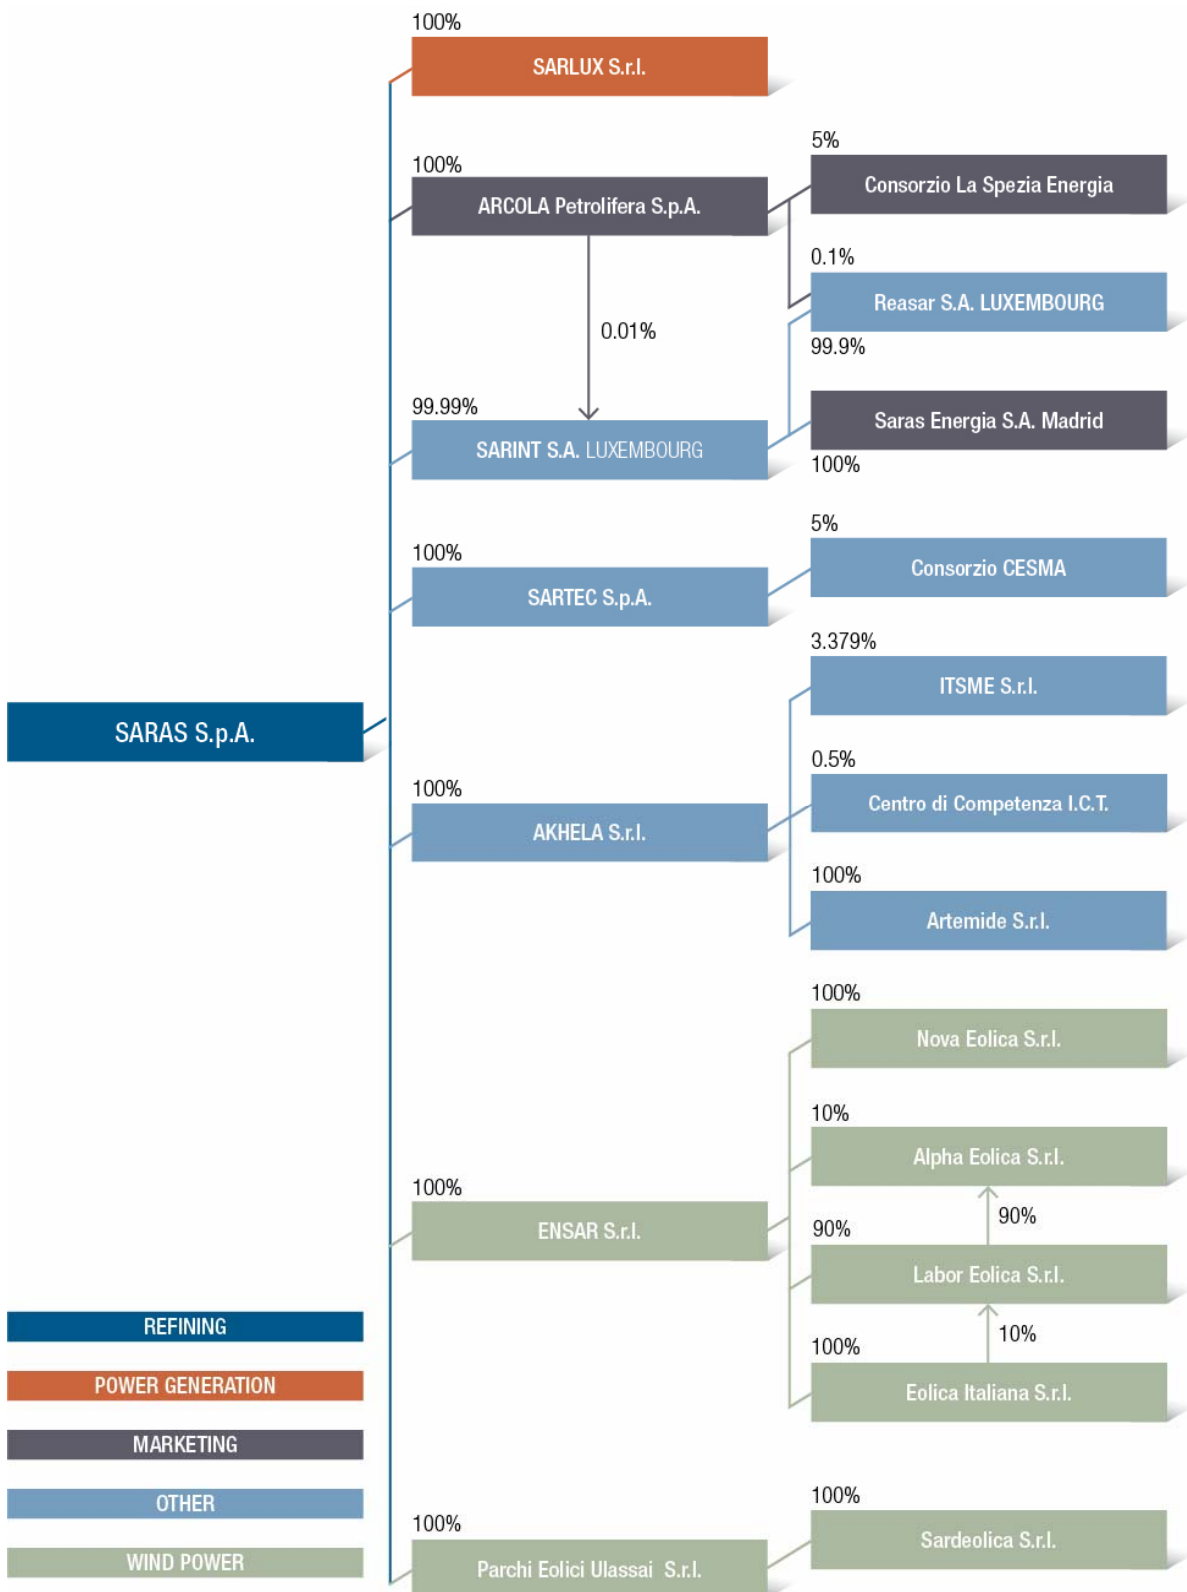 100%
SARLUX S.r.l.
5%
100%
Consorzio La Spezia Energia
ARCOLA Petrolifera S.p.A.
0.1%
Reasar S.A. LUXEMBOURG
0.01%
99.9%
99.99%
Saras Energia S.A. Madrid
SARINT S.A. LUXEMBOURG
100%
5%
100%
Consorzio CESMA
SARTEC S.p.A.
3.379%
ITSME S.r.l.
SARAS S.p.A.
0.5%
100%
Centro di Competenza I.C.T.
AKHELA S.r.l.
100%
Artemide S.r.l.
100%
Nova Eolica S.r.l.
10%
Alpha Eolica S.r.l.
100%
90%
ENSAR S.r.l.
90%
Labor Eolica S.r.l.
10%
REFINING
100%
POWER GENERATION
Eolica Italiana S.r.l.
MARKETING
100%
OTHER
100%
Sardeolica S.r.l.
WIND POWER
Parchi Eolici Ulassai S.r.l.